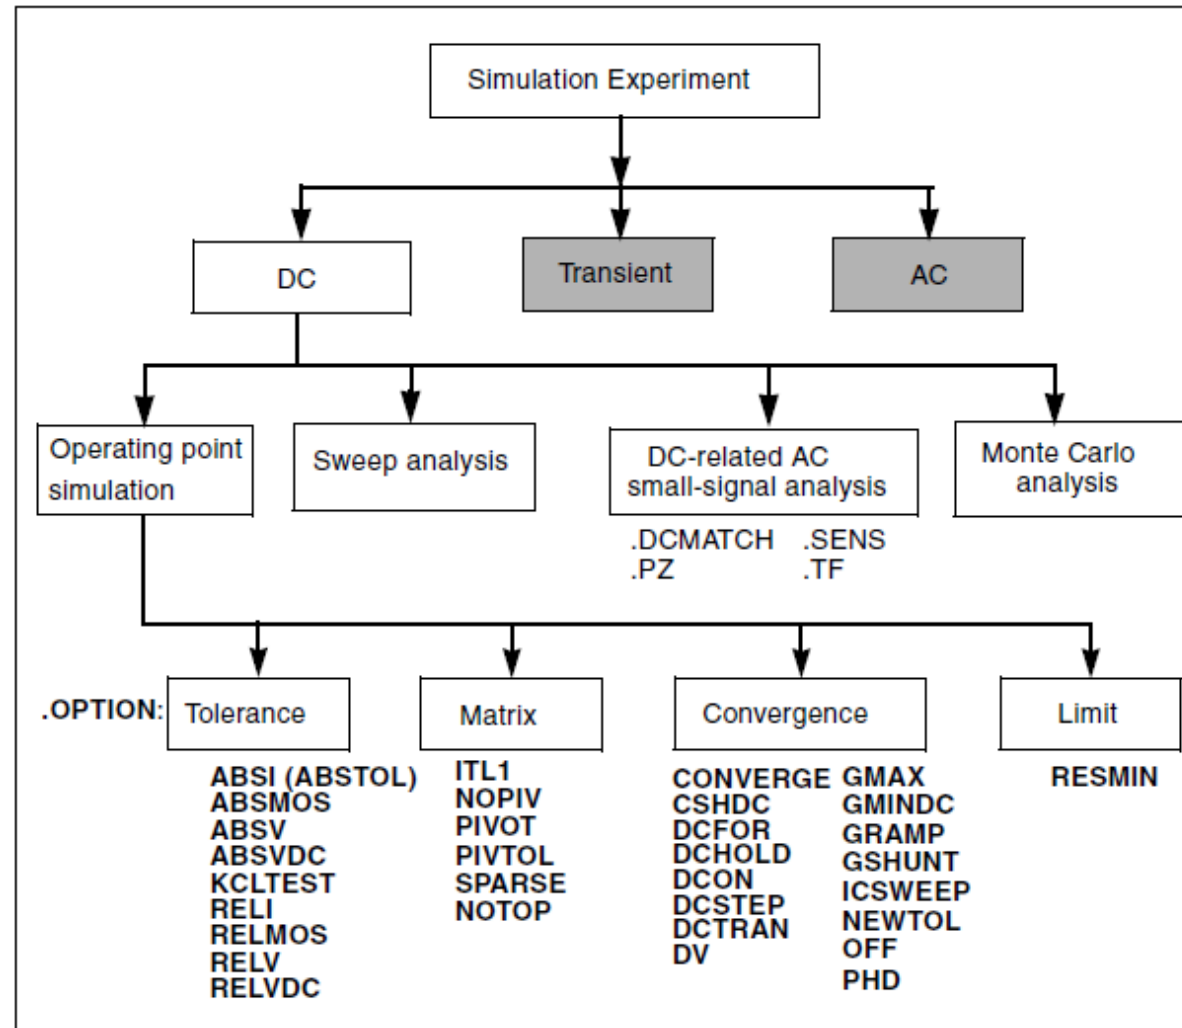 Simulation Experiment
DC
Transient
AC
Operating point
simulation
Sweep analysis
DC-related AC
small-signal analysis
.DCMATCH .SENS
.PZ .TF
Monte Carlo
analysis
.OPTION:
Tolerance
ABSI (ABSTOL)
ABSMOS
ABSV
ABSVDC
KCLTEST
RELI
RELMOS
RELV
RELVDC
Matrix
ITL1
NOPIV
PIVOT
PIVTOL
SPARSE
NOTOP
Convergence
CONVERGE
CSHDC
DCFOR
DCHOLD
DCON
DCSTEP
DCTRAN
DV
GMAX
GMINDC
GRAMP
GSHUNT
ICSWEEP
NEWTOL
OFF
PHD
Limit
RESMIN